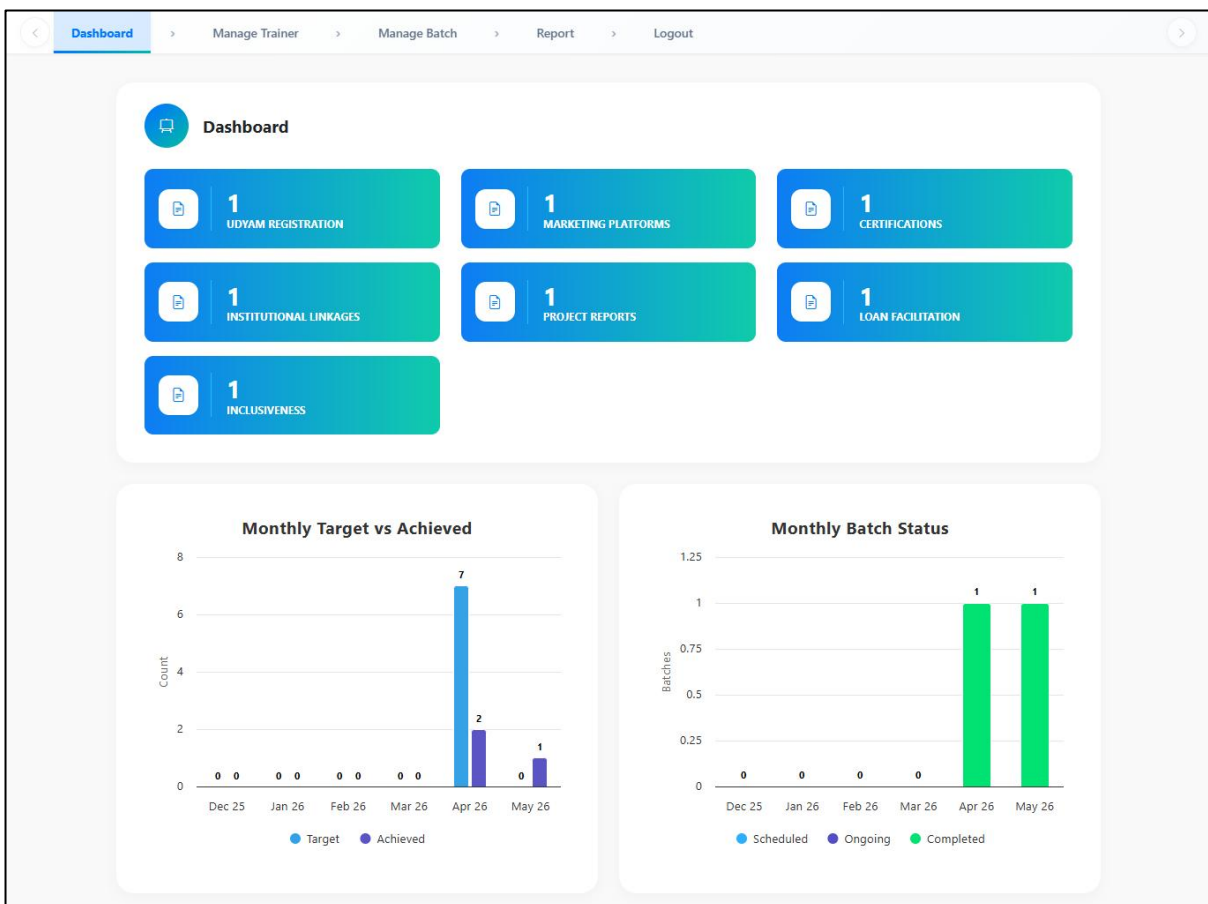 Dashboard > Manage Trainer > Manage Batch > Report > Logout
Dashboard
1
UDYAM REGISTRATION
1
MARKETING PLATFORMS
1
CERTIFICATIONS
1
INSTITUTIONAL LINKAGES
1
PROJECT REPORTS
1
LOAN FACILITATION
1
INCLUSIVENESS
Monthly Target vs Achieved
8
6
4
2
0
Count
0 0 0 0 0 0 0 0 7 2 0 1
Dec 25 Jan 26 Feb 26 Mar 26 Apr 26 May 26
Target Achieved
Monthly Batch Status
1.25
1
0.75
0.5
0.25
0
Batches
0 0 0 0 1 1
Dec 25 Jan 26 Feb 26 Mar 26 Apr 26 May 26
Scheduled Ongoing Completed